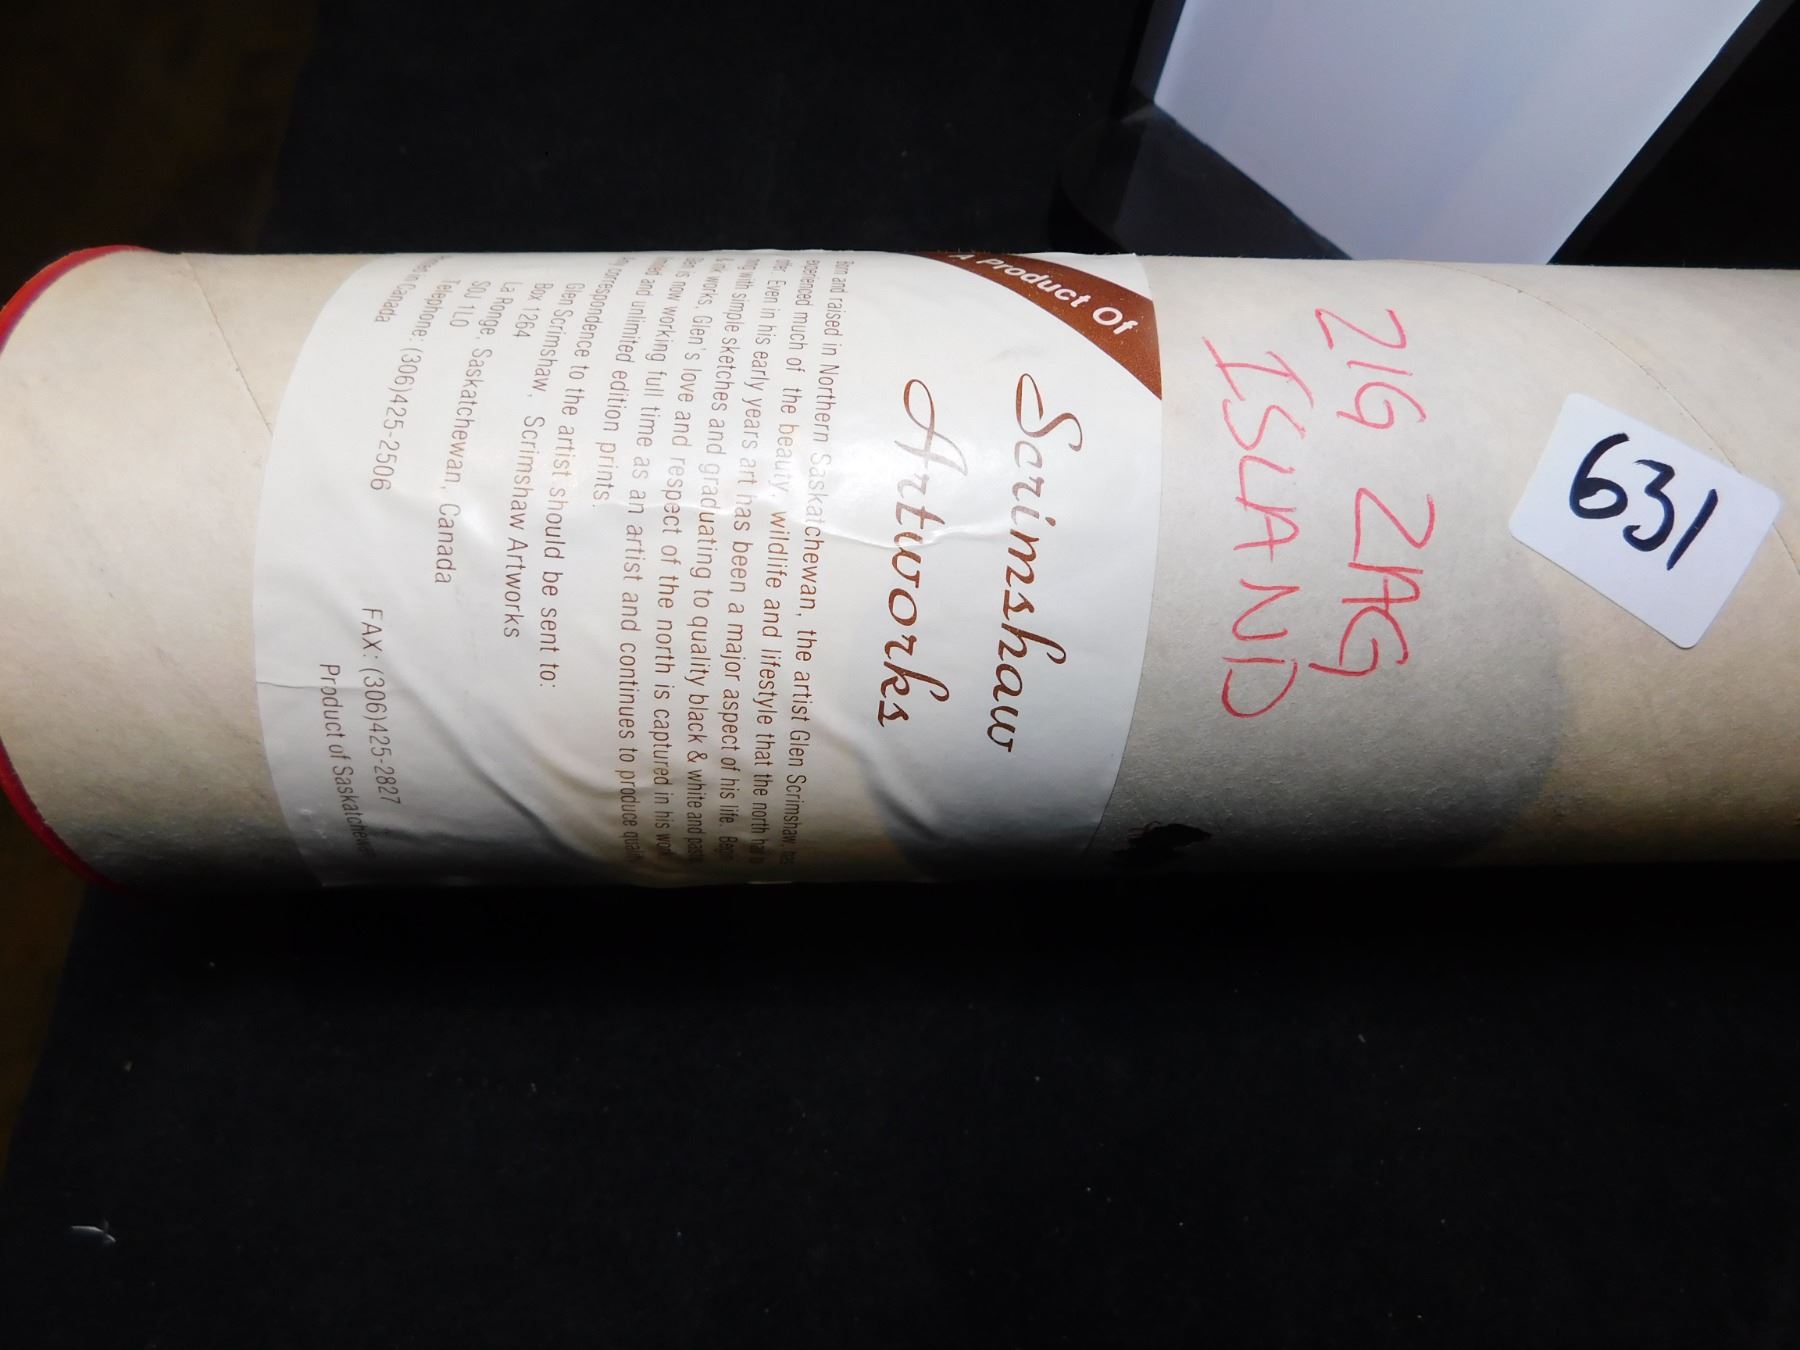 631
ZIG ZAG
ISLAND
A Product Of
Scrimshaw
Artworks
Born and raised in Northern Saskatchewan, the artist Glen Scrimshaw, has
experienced much of the beauty, wildlife and lifestyle that the north has to
offer. Even in his early years art has been a major aspect of his life.
with simple sketches and graduating to quality black & white and
works, Glen's love and respect of the north is captured in his
is now working full time as an artist and continues to produce
and unlimited edition prints.
correspondence to the artist should be sent to:
Glen Scrimshaw, Scrimshaw Artworks
Box 1264
La Ronge, Saskatchewan, Canada
S0J 1L0
Telephone: (306)425-2506 FAX: (306)425-2827
in Canada Product of